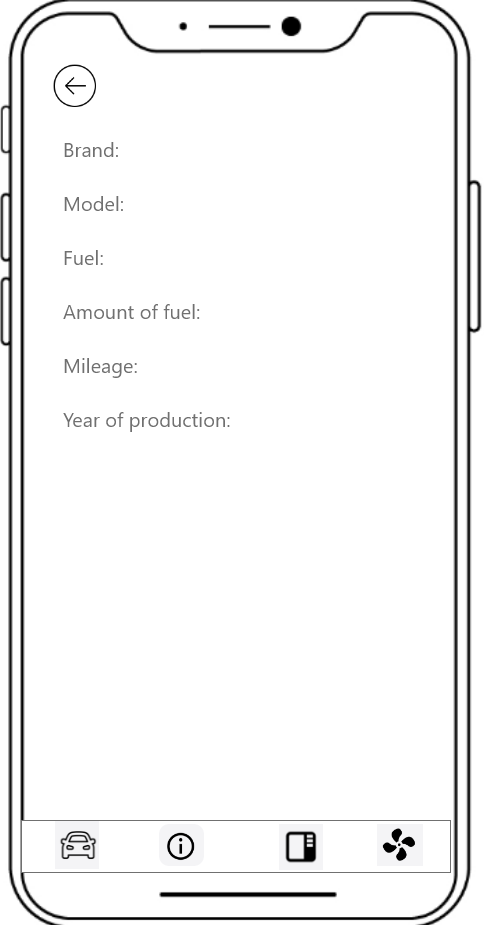 Brand:
Model:
Fuel:
Amount of fuel:
Mileage:
Year of production: